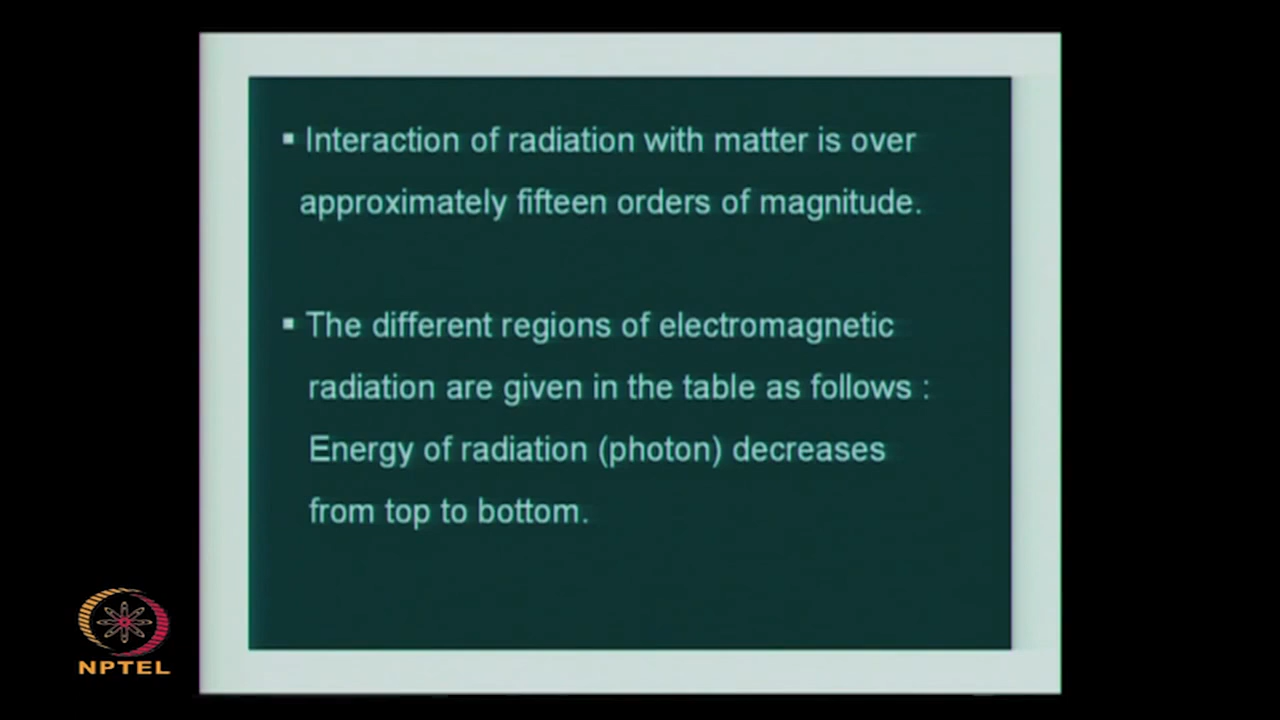 ▪ Interaction of radiation with matter is over
approximately fifteen orders of magnitude.
▪ The different regions of electromagnetic
radiation are given in the table as follows :
Energy of radiation (photon) decreases
from top to bottom.
NPTEL